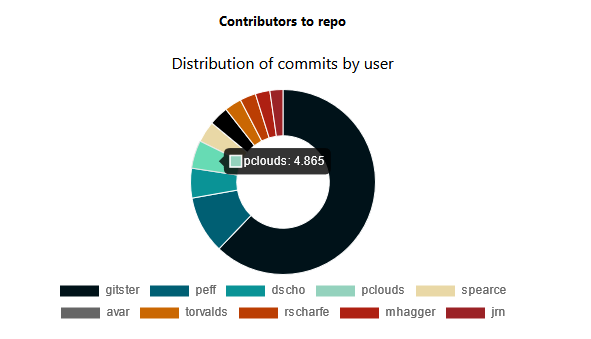 Contributors to repo
Distribution of commits by user
pclouds: 4.865
gitster peff dscho pclouds spearce
avar torvalds rscharfe mhagger jrn